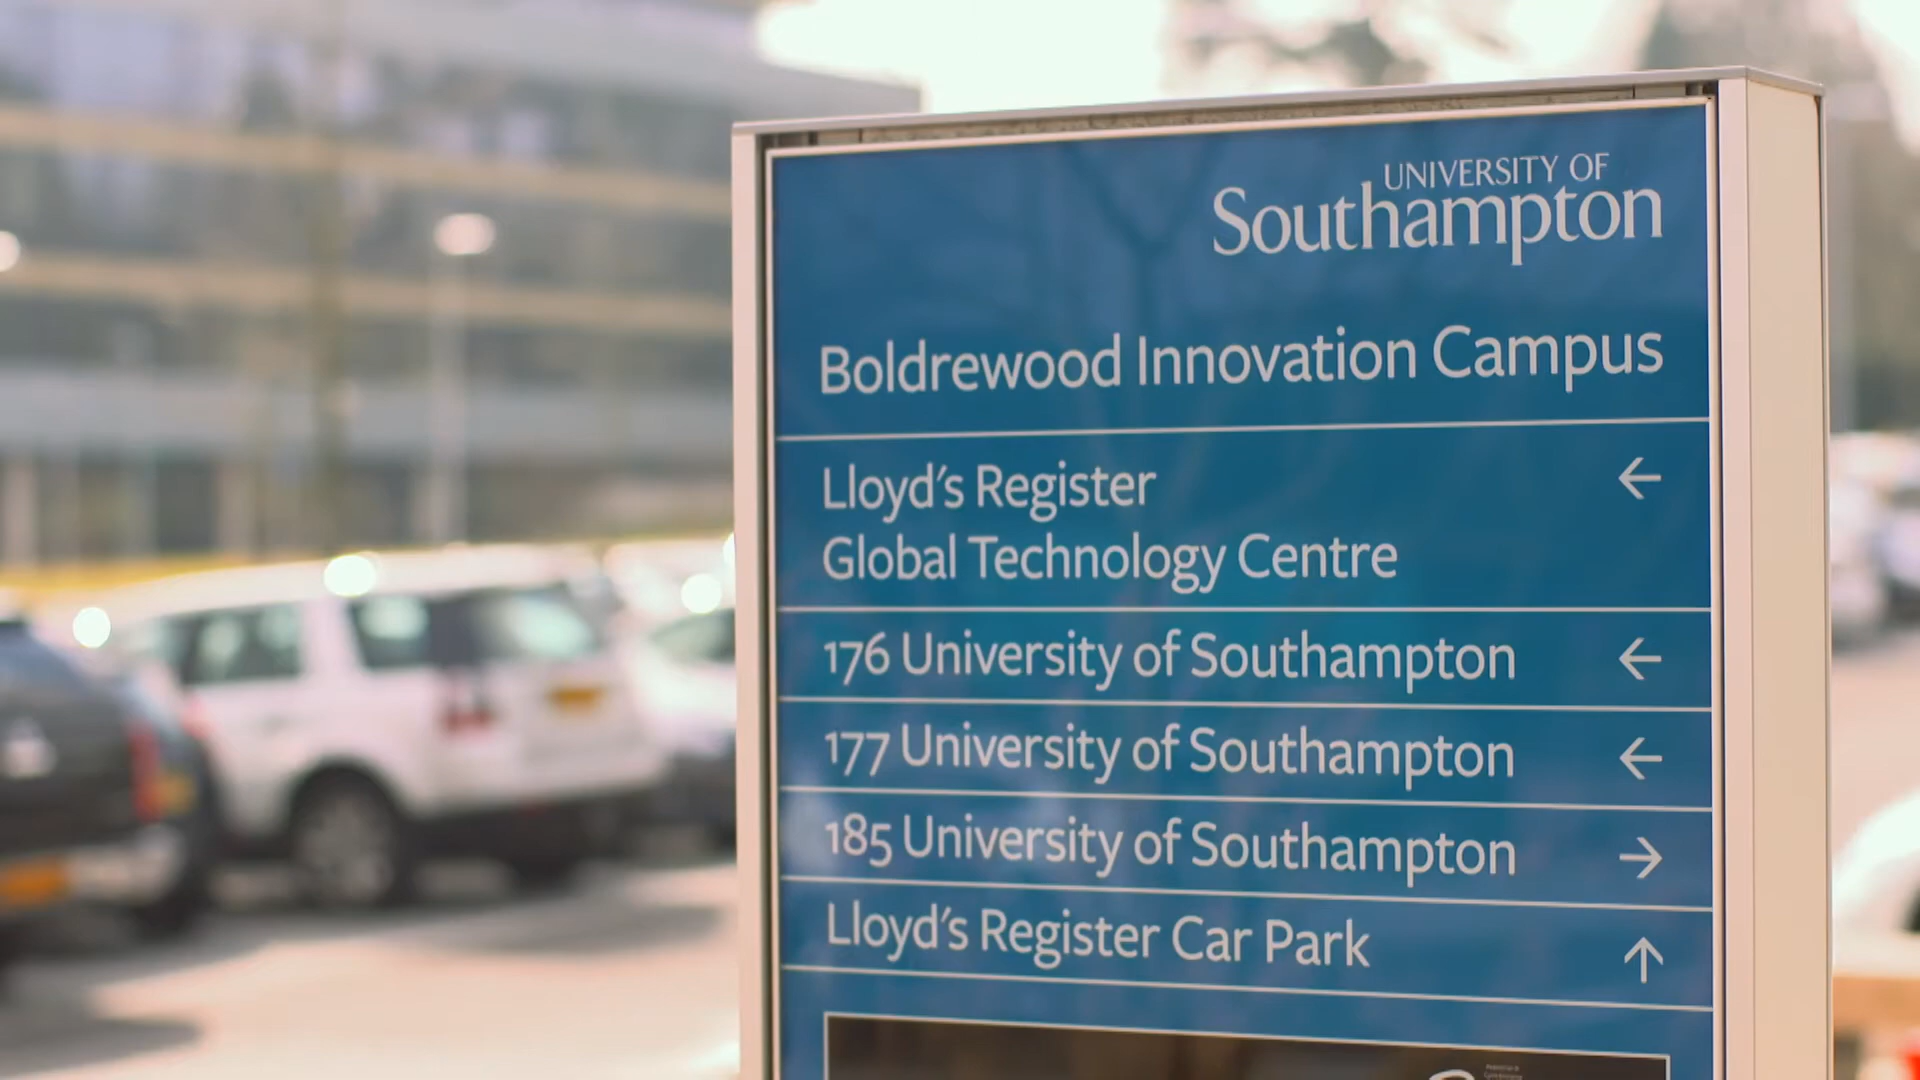 UNIVERSITY OF
Southampton
Boldrewood Innovation Campus
Lloyd's Register
Global Technology Centre
176 University of Southampton
177 University of Southampton
185 University of Southampton
Lloyd's Register Car Park